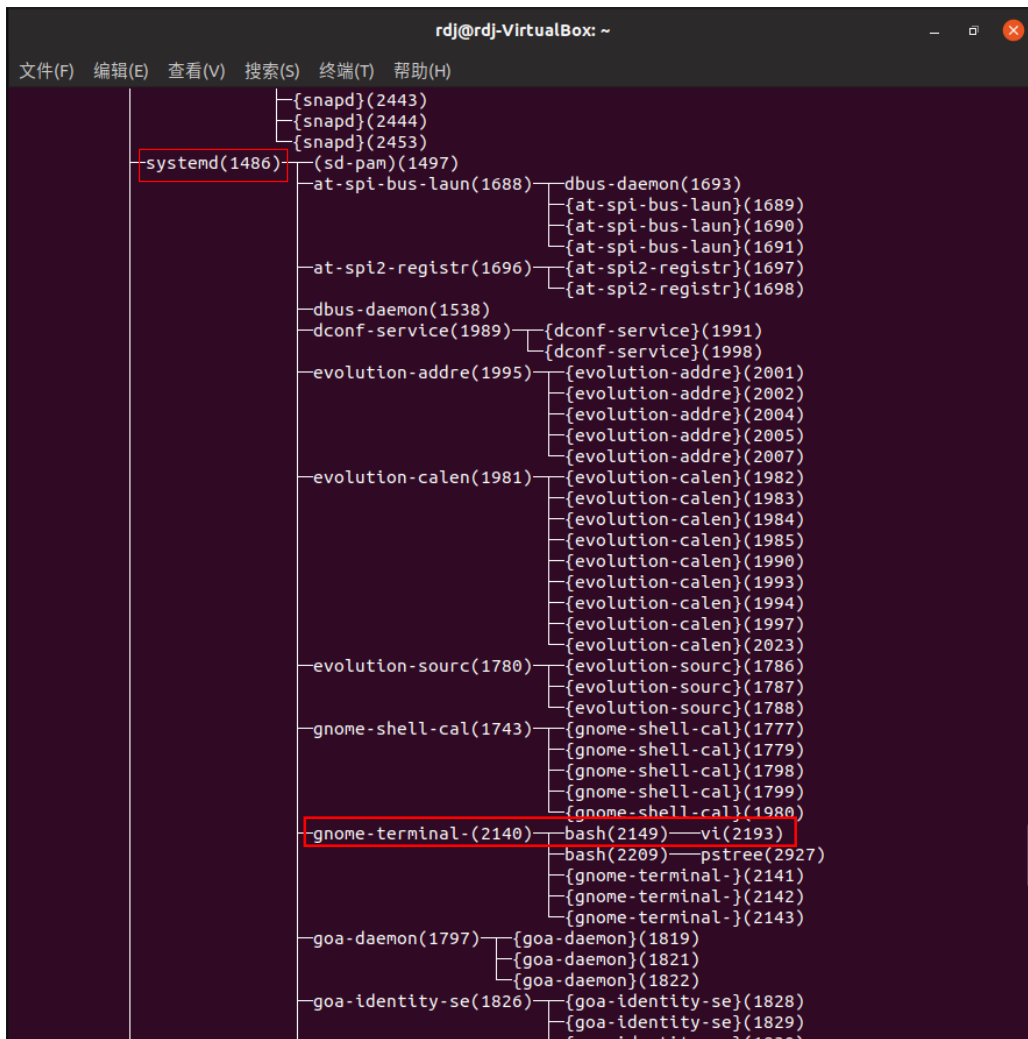 rdj@rdj-VirtualBox: ~
文件(F) 编辑(E) 查看(V) 搜索(S) 终端(T) 帮助(H)
{snapd}(2443)
{snapd}(2444)
{snapd}(2453)
systemd(1486) (sd-pam)(1497)
at-spi-bus-laun(1688) dbus-daemon(1693)
{at-spi-bus-laun}(1689)
{at-spi-bus-laun}(1690)
{at-spi-bus-laun}(1691)
at-spi2-registr(1696) {at-spi2-registr}(1697)
{at-spi2-registr}(1698)
dbus-daemon(1538)
dconf-service(1989) {dconf-service}(1991)
{dconf-service}(1998)
evolution-addre(1995) {evolution-addre}(2001)
{evolution-addre}(2002)
{evolution-addre}(2004)
{evolution-addre}(2005)
{evolution-addre}(2007)
evolution-calen(1981) {evolution-calen}(1982)
{evolution-calen}(1983)
{evolution-calen}(1984)
{evolution-calen}(1985)
{evolution-calen}(1990)
{evolution-calen}(1993)
{evolution-calen}(1994)
{evolution-calen}(1997)
{evolution-calen}(2023)
evolution-sourc(1780) {evolution-sourc}(1786)
{evolution-sourc}(1787)
{evolution-sourc}(1788)
gnome-shell-cal(1743) {gnome-shell-cal}(1777)
{gnome-shell-cal}(1779)
{gnome-shell-cal}(1798)
{gnome-shell-cal}(1799)
{gnome-shell-cal}(1980)
gnome-terminal-(2140) bash(2149) vi(2193)
bash(2209) pstree(2927)
{gnome-terminal-}(2141)
{gnome-terminal-}(2142)
{gnome-terminal-}(2143)
goa-daemon(1797) {goa-daemon}(1819)
{goa-daemon}(1821)
{goa-daemon}(1822)
goa-identity-se(1826) {goa-identity-se}(1828)
{goa-identity-se}(1829)